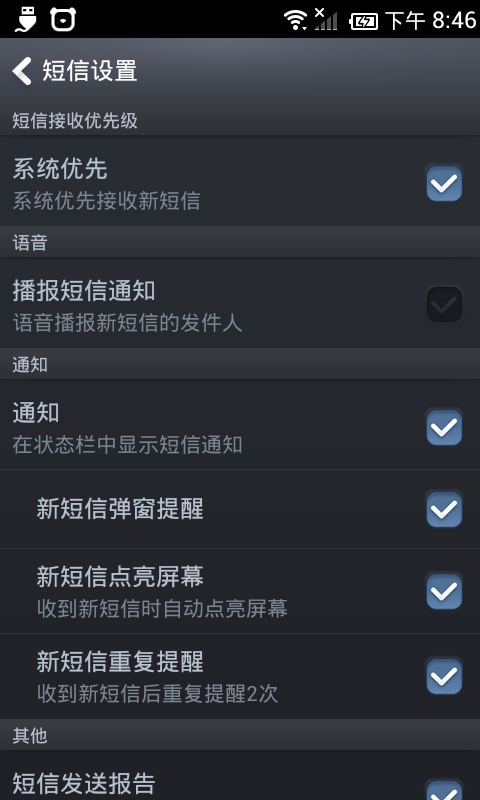 下午 8:46
短信设置
短信接收优先级
系统优先
系统优先接收新短信
语音
播报短信通知
语音播报新短信的发件人
通知
通知
在状态栏中显示短信通知
新短信弹窗提醒
新短信点亮屏幕
收到新短信时自动点亮屏幕
新短信重复提醒
收到新短信后重复提醒2次
其他
短信发送报告